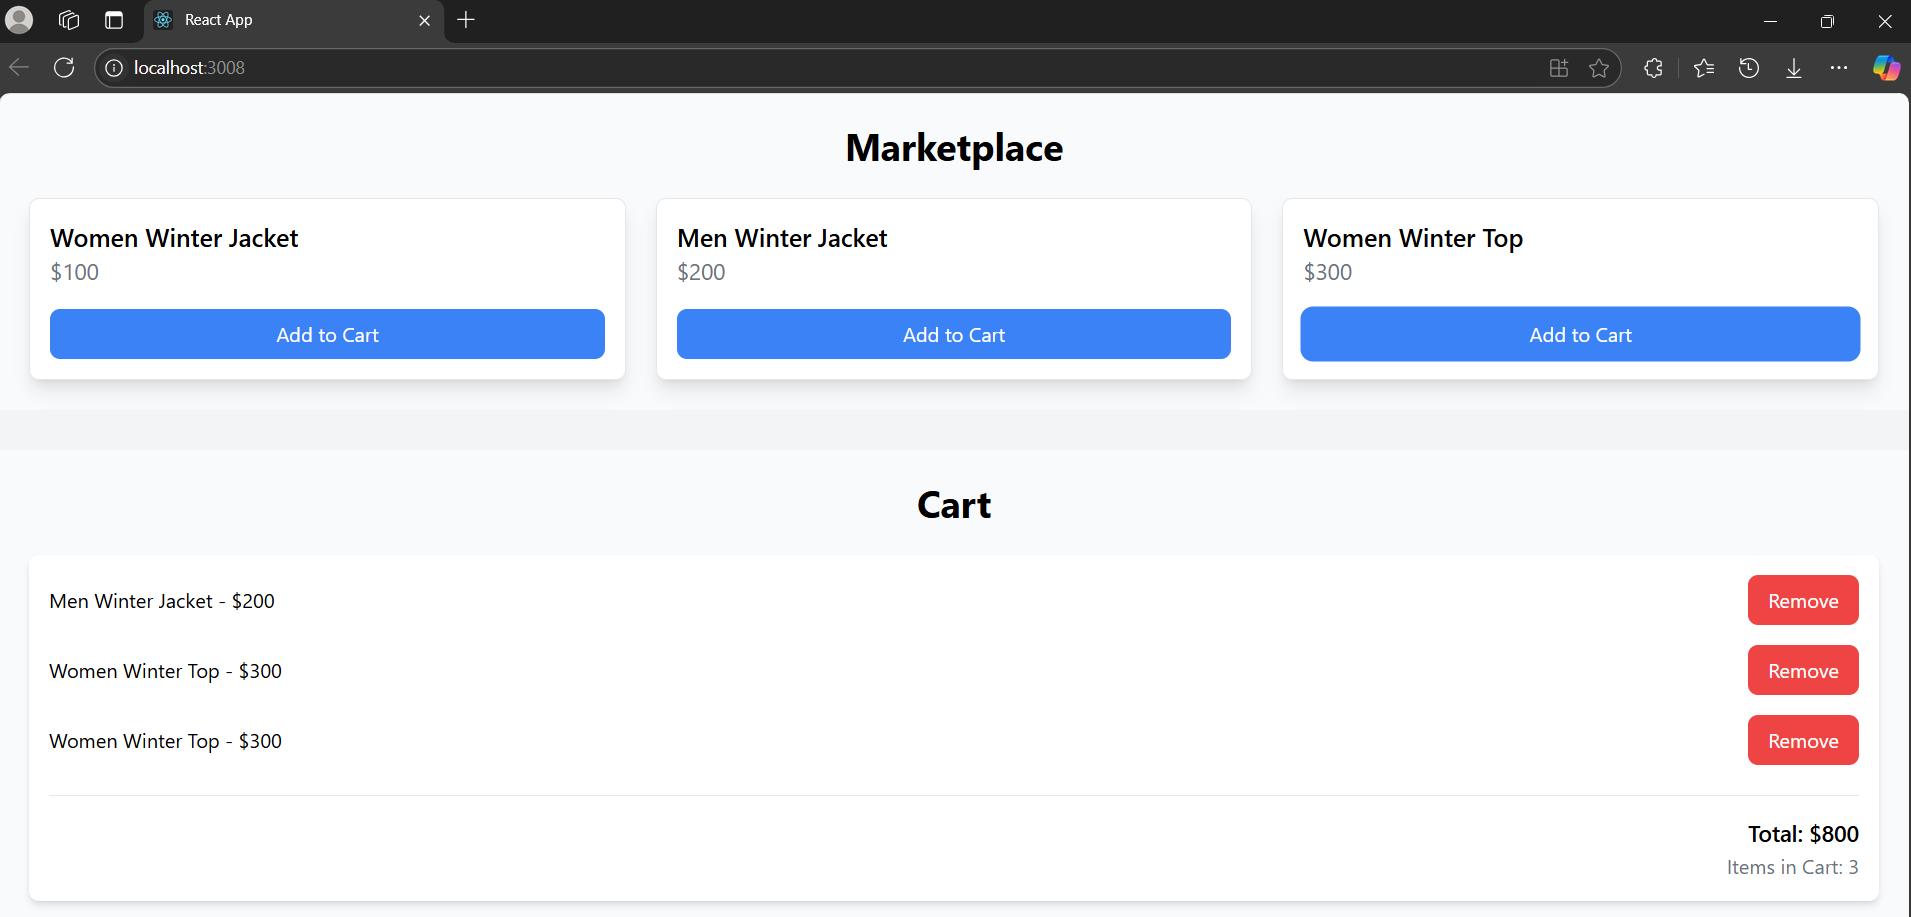 React App
localhost:3008
Marketplace
Women Winter Jacket
$100
Add to Cart
Men Winter Jacket
$200
Add to Cart
Women Winter Top
$300
Add to Cart
Cart
Men Winter Jacket - $200
Remove
Women Winter Top - $300
Remove
Women Winter Top - $300
Remove
Total: $800
Items in Cart: 3